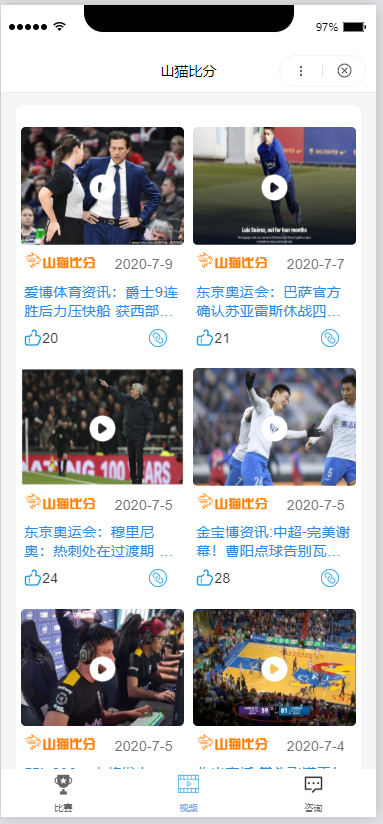 97%
山猫比分
Luis Suárez, out for four months
山猫比分 2020-7-9
山猫比分 2020-7-7
爱博体育资讯：爵士9连
胜后力压快船 获西部...
东京奥运会：巴萨官方
确认苏亚雷斯休战四...
20
21
山猫比分 2020-7-5
山猫比分 2020-7-5
东京奥运会：穆里尼
奥：热刺处在过渡期 ...
金宝博资讯:中超-完美谢
幕！曹阳点球告别瓦...
24
28
山猫比分 2020-7-5
山猫比分 2020-7-4
比赛
视频
咨询